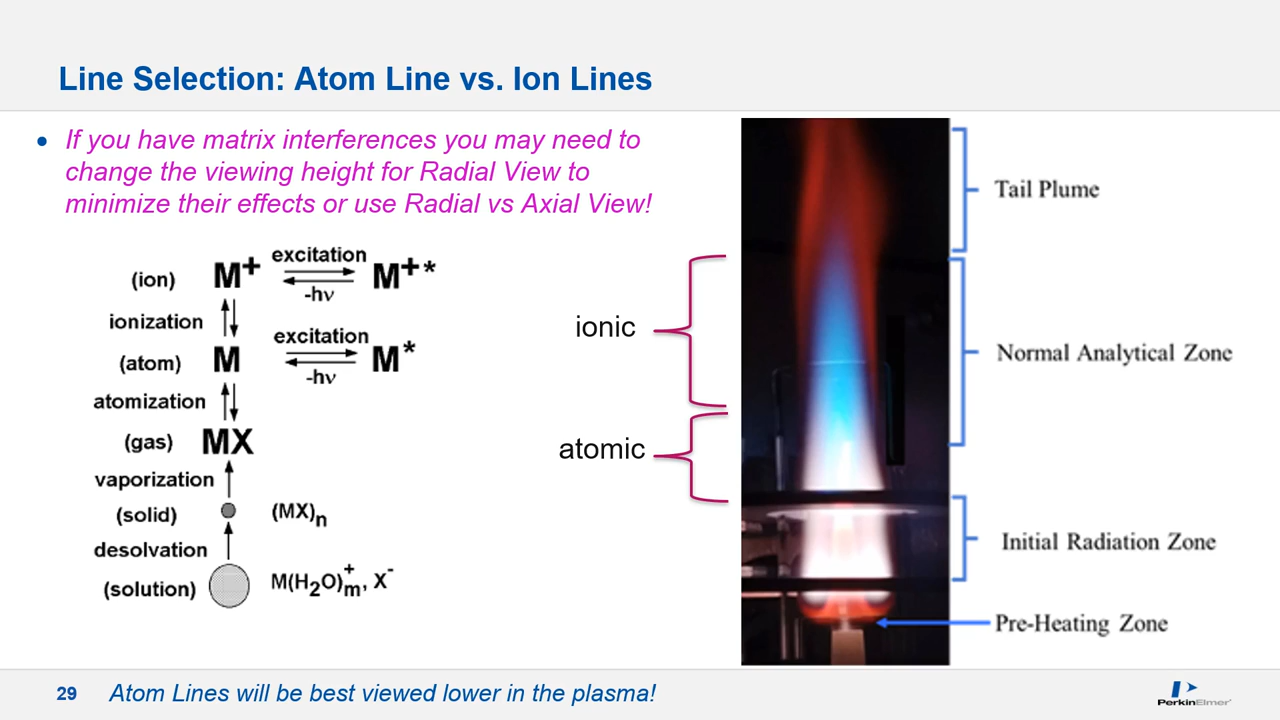 Line Selection: Atom Line vs. Ion Lines
• If you have matrix interferences you may need to
change the viewing height for Radial View to
minimize their effects or use Radial vs Axial View!
(ion) M⁺ excitation -hν M⁺*
ionization
(atom) M excitation -hν M*
atomization
(gas) MX
vaporization
(solid) (MX)n
desolvation
(solution) M(H₂O)m⁺, X⁻
ionic
atomic
Tail Plume
Normal Analytical Zone
Initial Radiation Zone
Pre-Heating Zone
29 Atom Lines will be best viewed lower in the plasma!
PerkinElmer